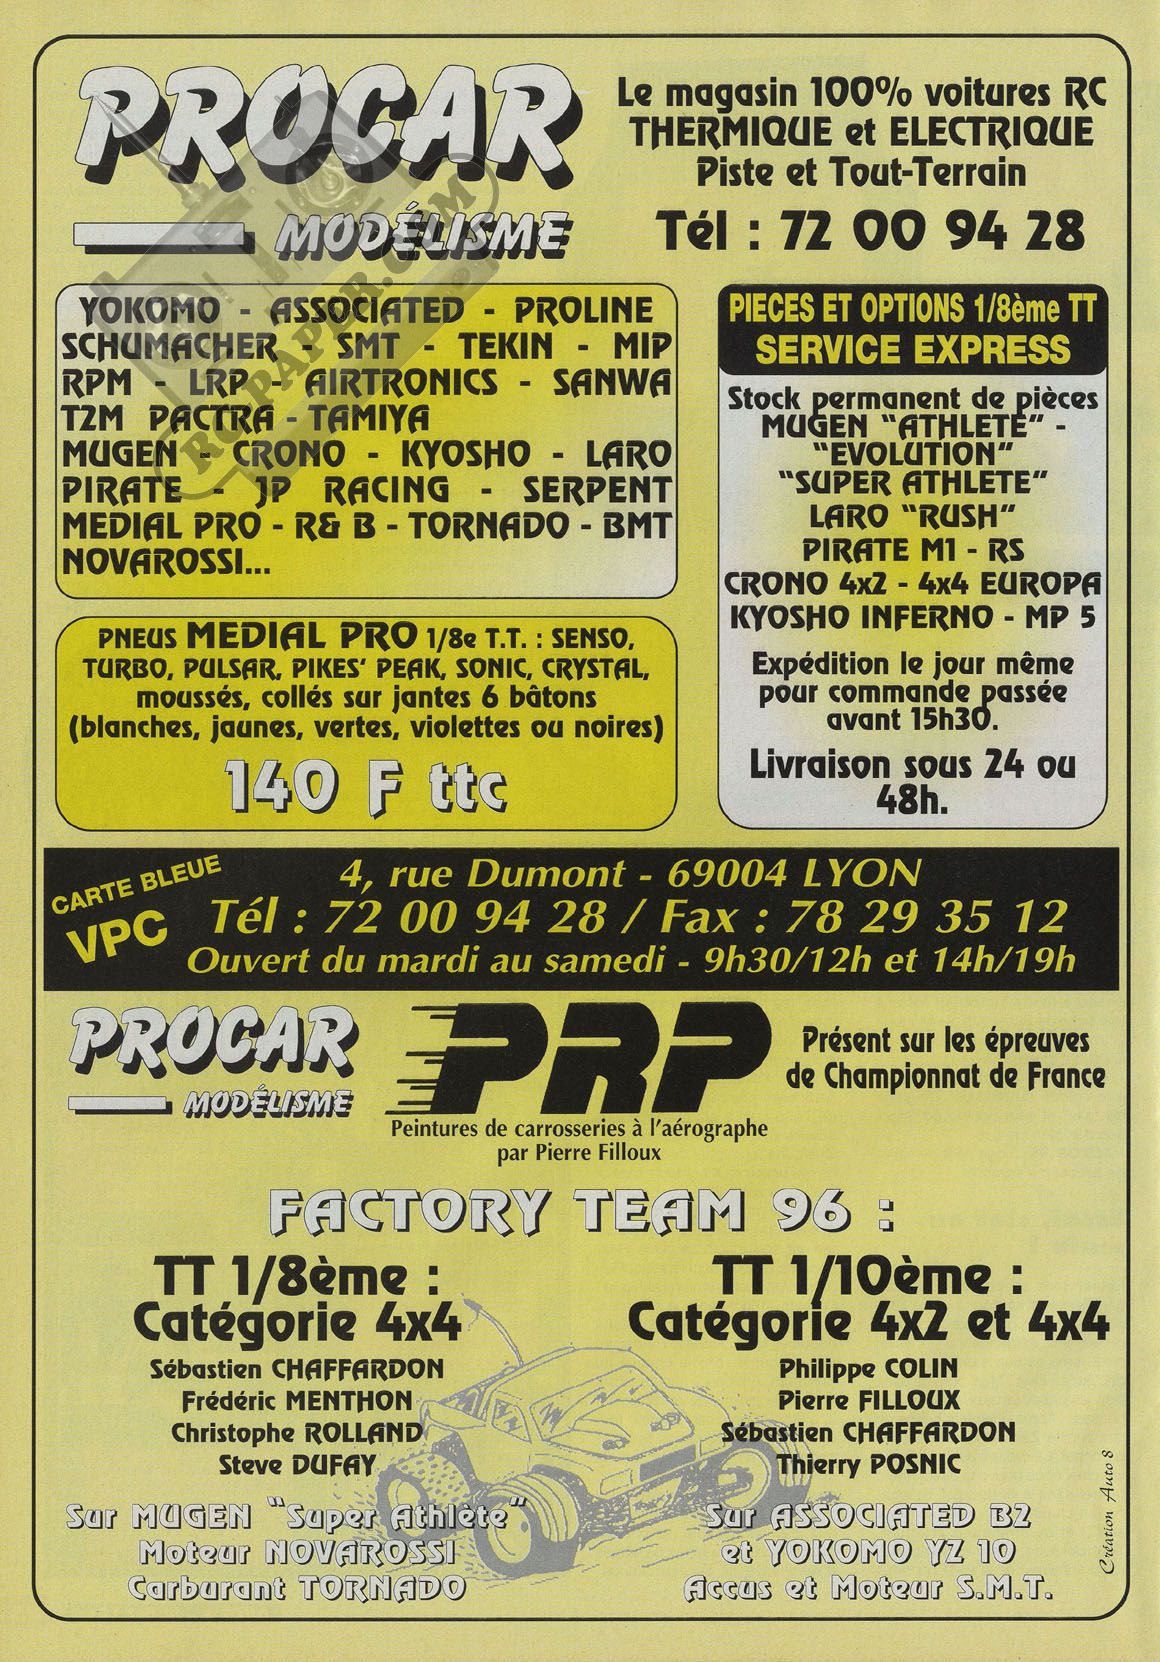 PROCAR
MODÉLISME
Le magasin 100% voitures RC
THERMIQUE et ELECTRIQUE
Piste et Tout-Terrain
Tél : 72 00 94 28
YOKOMO - ASSOCIATED - PROLINE
SCHUMACHER - SMT - TEKIN - MIP
RPM - LRP - AIRTRONICS - SANWA
T2M PACTRA - TAMIYA
MUGEN - CRONO - KYOSHO - LARO
PIRATE - JP RACING - SERPENT
MEDIAL PRO - R& B - TORNADO - BMT
NOVAROSSI...
RCPAPER.COM
PIECES ET OPTIONS 1/8ème TT
SERVICE EXPRESS
Stock permanent de pièces
MUGEN "ATHLETE" -
"EVOLUTION"
"SUPER ATHLETE"
LARO "RUSH"
PIRATE M1 - RS
CRONO 4x2 - 4x4 EUROPA
KYOSHO INFERNO - MP 5
Expédition le jour même
pour commande passée
avant 15h30.
Livraison sous 24 ou
48h.
PNEUS MEDIAL PRO 1/8e T.T. : SENSO,
TURBO, PULSAR, PIKES' PEAK, SONIC, CRYSTAL,
moussés, collés sur jantes 6 bâtons
(blanches, jaunes, vertes, violettes ou noires)
140 F ttc
CARTE BLEUE
VPC
4, rue Dumont - 69004 LYON
Tél : 72 00 94 28 / Fax : 78 29 35 12
Ouvert du mardi au samedi - 9h30/12h et 14h/19h
PROCAR
MODÉLISME
PRP
Peintures de carrosseries à l'aérographe
par Pierre Filloux
Présent sur les épreuves
de Championnat de France
FACTORY TEAM 96 :
TT 1/8ème :
Catégorie 4x4
Sébastien CHAFFARDON
Frédéric MENTHON
Christophe ROLLAND
Steve DUFAY
Sur MUGEN "Super Athlète"
Moteur NOVAROSSI
Carburant TORNADO
TT 1/10ème :
Catégorie 4x2 et 4x4
Philippe COLIN
Pierre FILLOUX
Sébastien CHAFFARDON
Thierry POSNIC
Sur ASSOCIATED B2
et YOKOMO YZ 10
Accus et Moteur S.M.T.
Création Auto 8